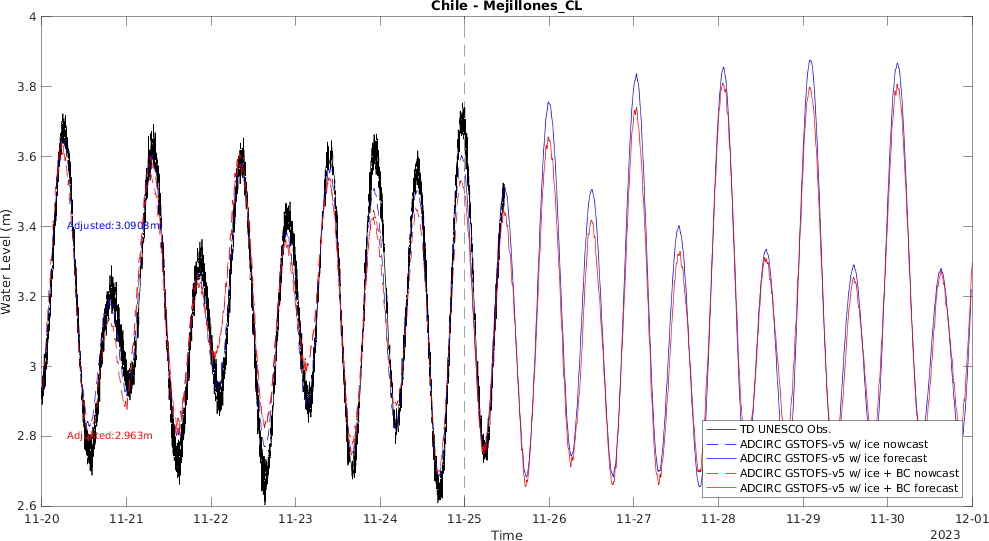 Chile - Mejillones_CL
4
3.8
3.6
3.4
3.2
3
2.8
2.6
Water Level (m)
Adjusted:3.0903m
Adjusted:2.963m
TD UNESCO Obs.
ADCIRC GSTOFS-v5 w/ ice nowcast
ADCIRC GSTOFS-v5 w/ ice forecast
ADCIRC GSTOFS-v5 w/ ice + BC nowcast
ADCIRC GSTOFS-v5 w/ ice + BC forecast
11-20 11-21 11-22 11-23 11-24 11-25 11-26 11-27 11-28 11-29 11-30 12-01
Time
2023